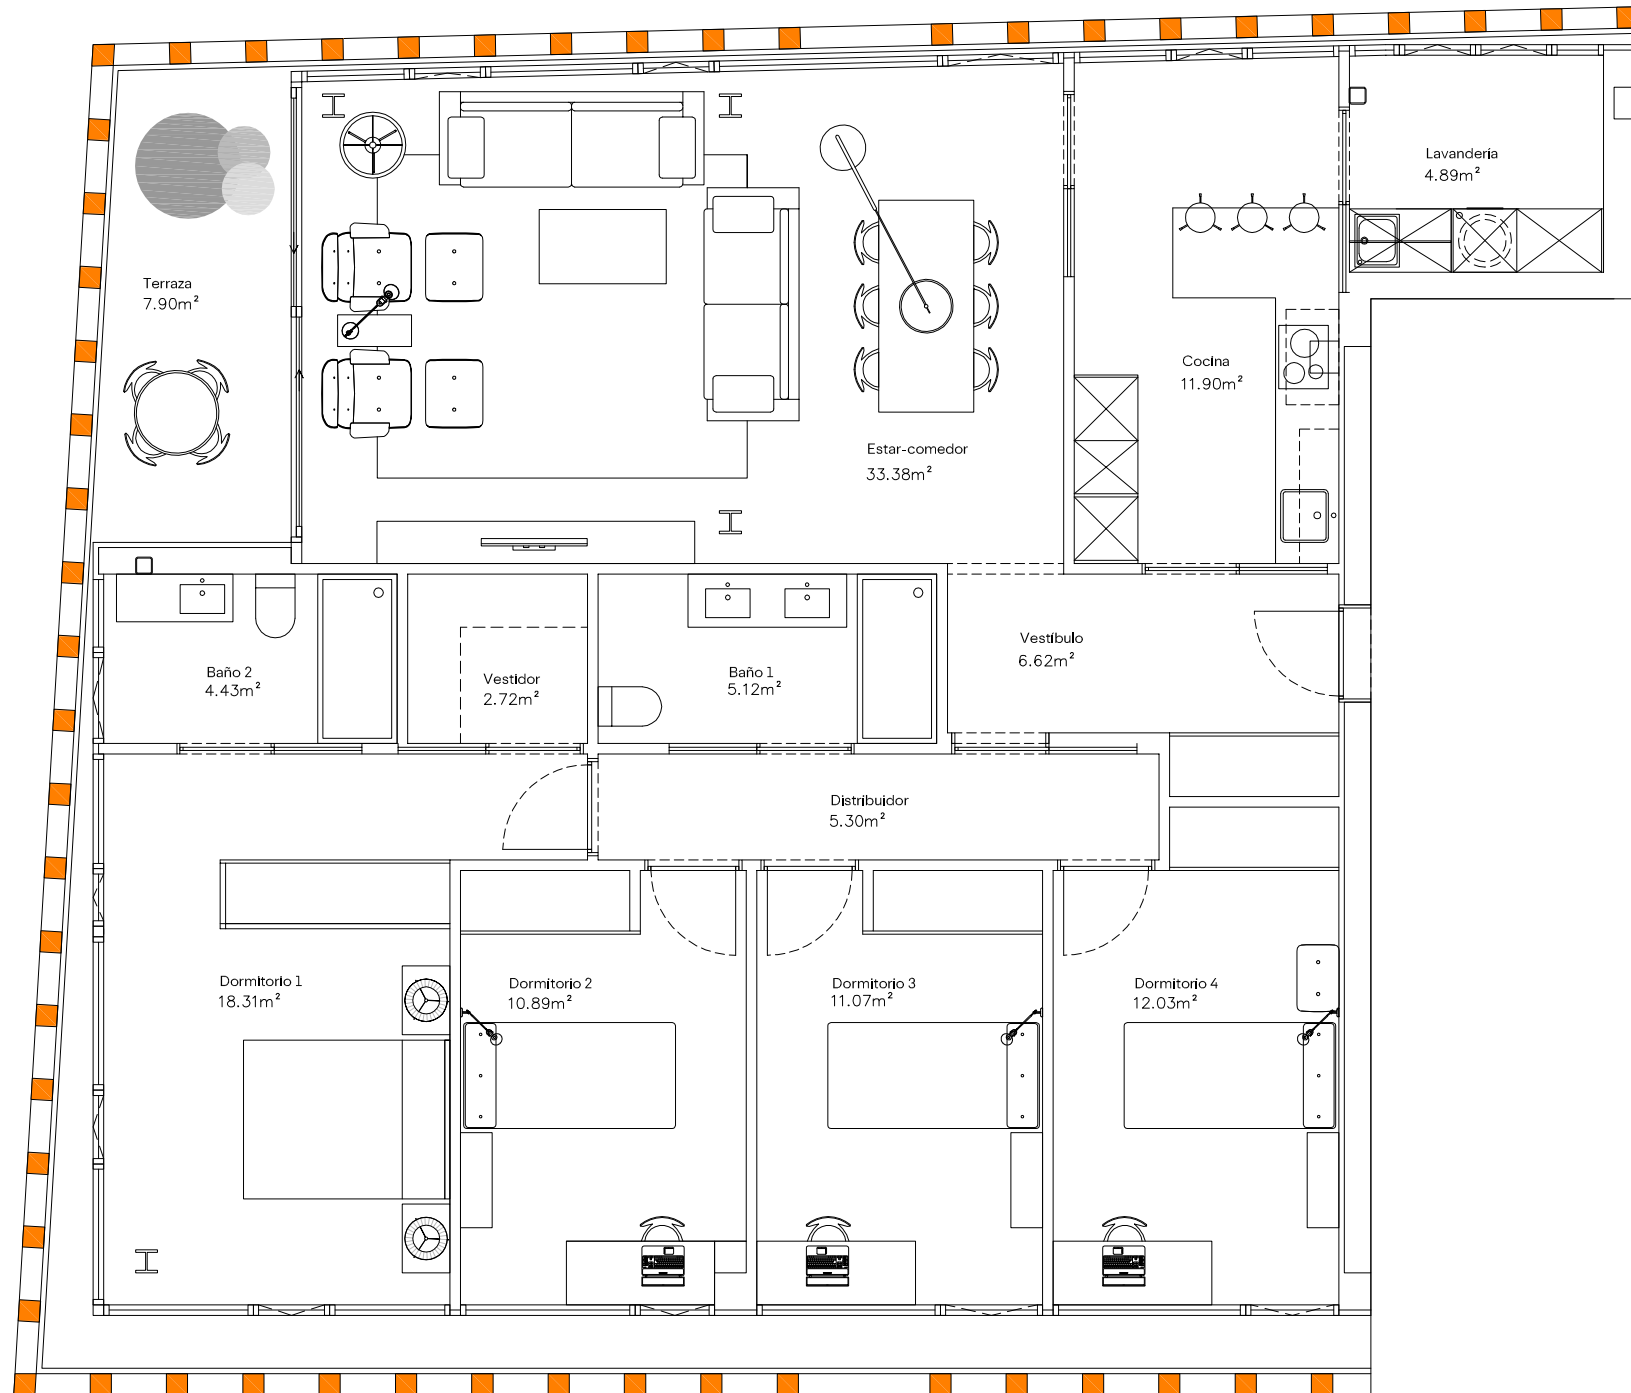 Lavandería
4.89m²
Terraza
7.90m²
Cocina
11.90m²
Estar-comedor
33.38m²
Vestíbulo
6.62m²
Baño 2
4.43m²
Vestidor
2.72m²
Baño 1
5.12m²
Distribuidor
5.30m²
Dormitorio 1
18.31m²
Dormitorio 2
10.89m²
Dormitorio 3
11.07m²
Dormitorio 4
12.03m²